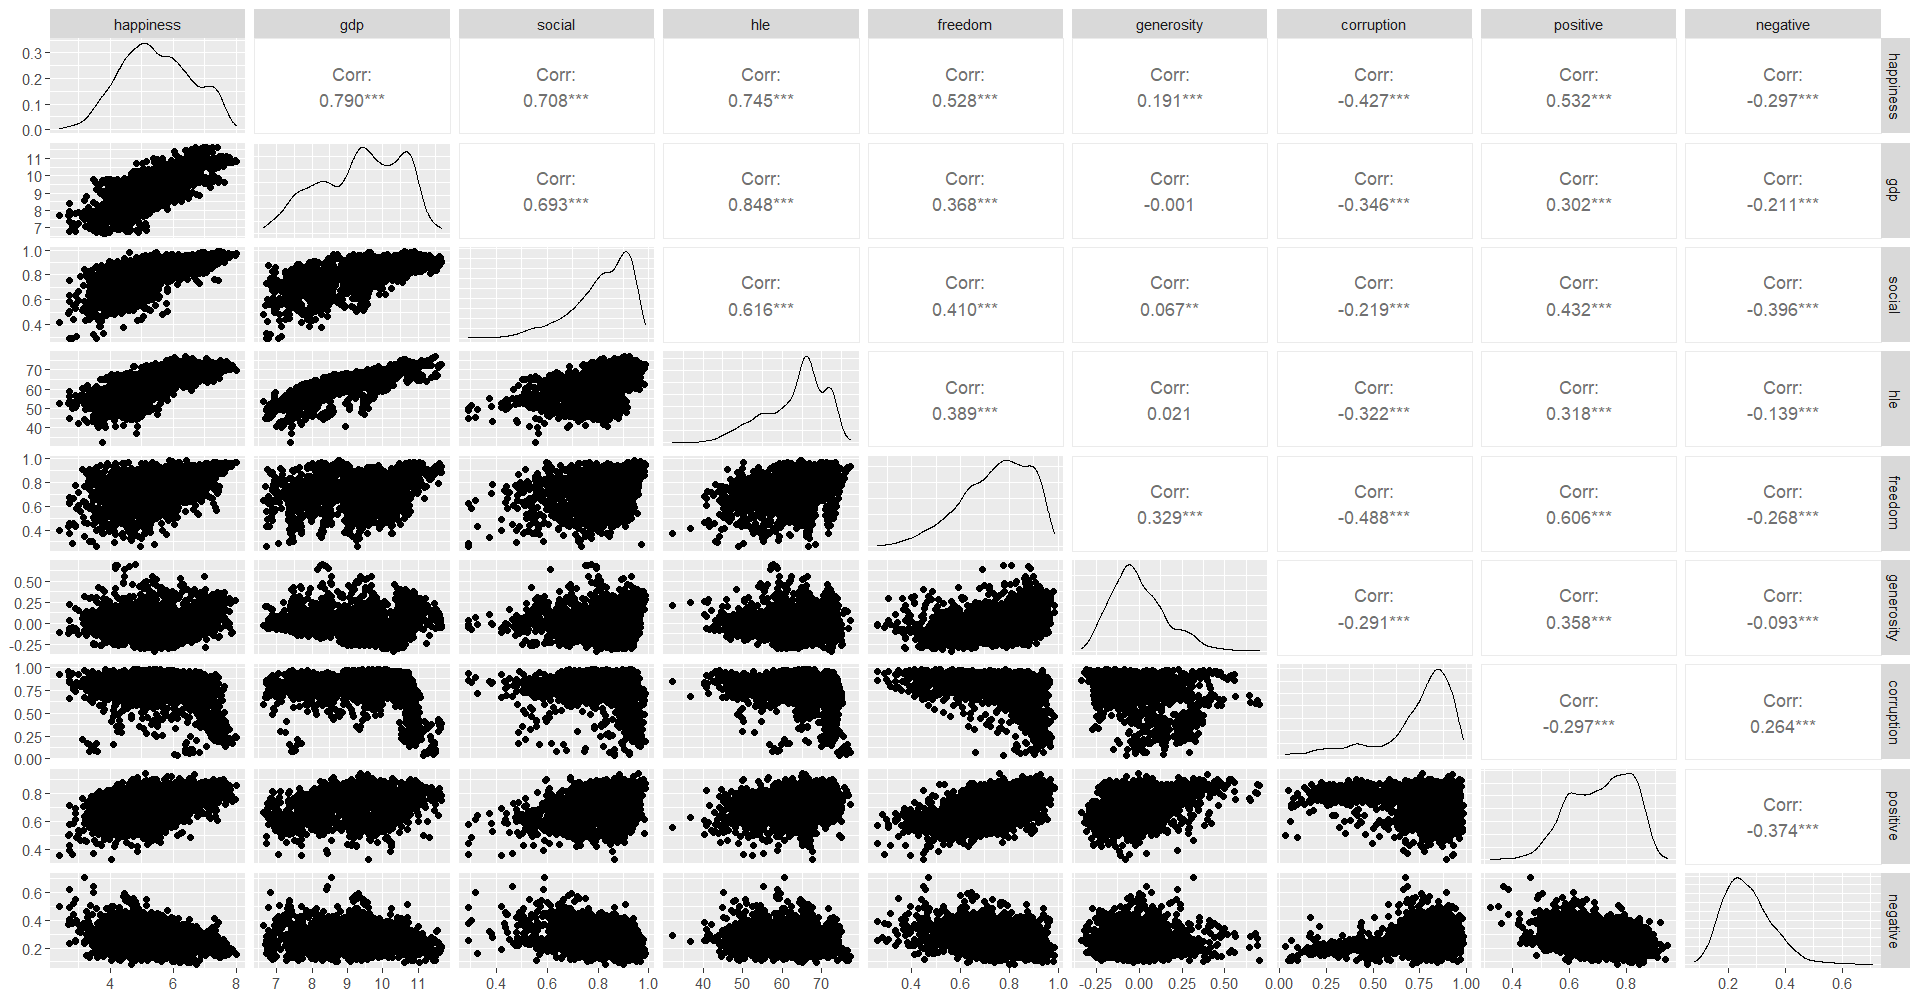 happiness gdp social hle freedom generosity corruption positive negative
0.3
0.2
0.1
0.0
Corr: Corr: Corr: Corr: Corr: Corr: Corr: Corr:
0.790*** 0.708*** 0.745*** 0.528*** 0.191*** -0.427*** 0.532*** -0.297***
happiness
11
10
9
8
7
Corr: Corr: Corr: Corr: Corr: Corr: Corr:
0.693*** 0.848*** 0.368*** -0.001 -0.346*** 0.302*** -0.211***
gdp
1.0
0.8
0.6
0.4
Corr: Corr: Corr: Corr: Corr: Corr:
0.616*** 0.410*** 0.067** -0.219*** 0.432*** -0.396***
social
70
60
50
40
Corr: Corr: Corr: Corr: Corr:
0.389*** 0.021 -0.322*** 0.318*** -0.139***
hle
1.0
0.8
0.6
0.4
Corr: Corr: Corr: Corr:
0.329*** -0.488*** 0.606*** -0.268***
freedom
0.50
0.25
0.00
-0.25
Corr: Corr: Corr:
-0.291*** 0.358*** -0.093***
generosity
1.00
0.75
0.50
0.25
0.00
Corr: Corr:
-0.297*** 0.264***
corruption
0.8
0.6
0.4
Corr:
-0.374***
positive
0.6
0.4
0.2
negative
4 6 8 7 8 9 10 11 0.4 0.6 0.8 1.0 40 50 60 70 0.4 0.6 0.8 1.0 -0.25 0.00 0.25 0.50 0.00 0.25 0.50 0.75 1.00 0.4 0.6 0.8 0.2 0.4 0.6